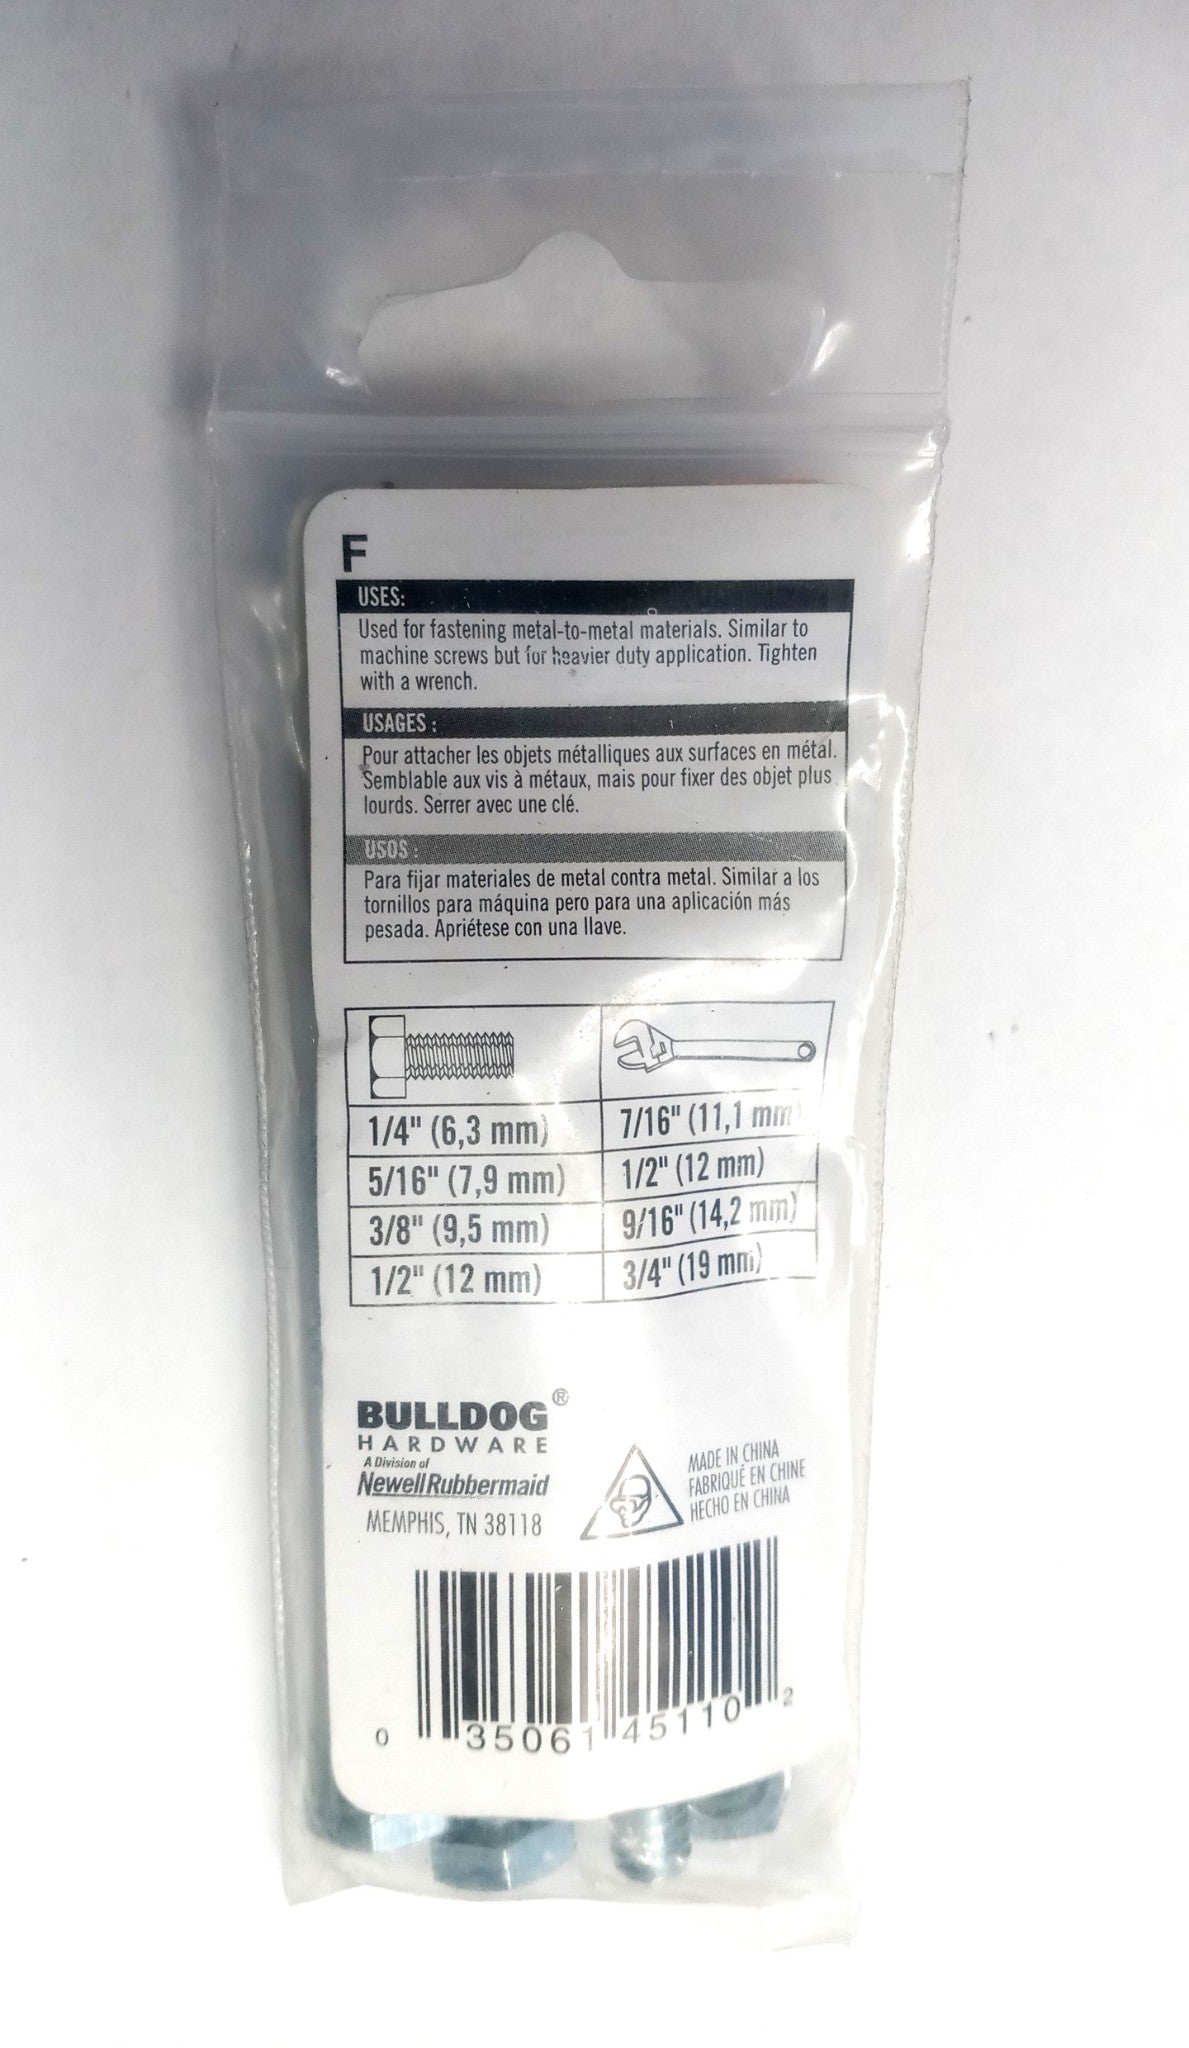 F
USES:
Used for fastening metal-to-metal materials. Similar to
machine screws but for heavier duty application. Tighten
with a wrench.
USAGES :
Pour attacher les objets métalliques aux surfaces en métal.
Semblable aux vis à métaux, mais pour fixer des objet plus
lourds. Serrer avec une clé.
USOS :
Para fijar materiales de metal contra metal. Similar a los
tornillos para máquina pero para una aplicación más
pesada. Apriétese con una llave.
1/4" (6,3 mm) 7/16" (11,1 mm)
5/16" (7,9 mm) 1/2" (12 mm)
3/8" (9,5 mm) 9/16" (14,2 mm)
1/2" (12 mm) 3/4" (19 mm)
BULLDOG®
HARDWARE
A Division of
NewellRubbermaid
MEMPHIS, TN 38118
MADE IN CHINA
FABRIQUÉ EN CHINE
HECHO EN CHINA
0 35061 45110 2